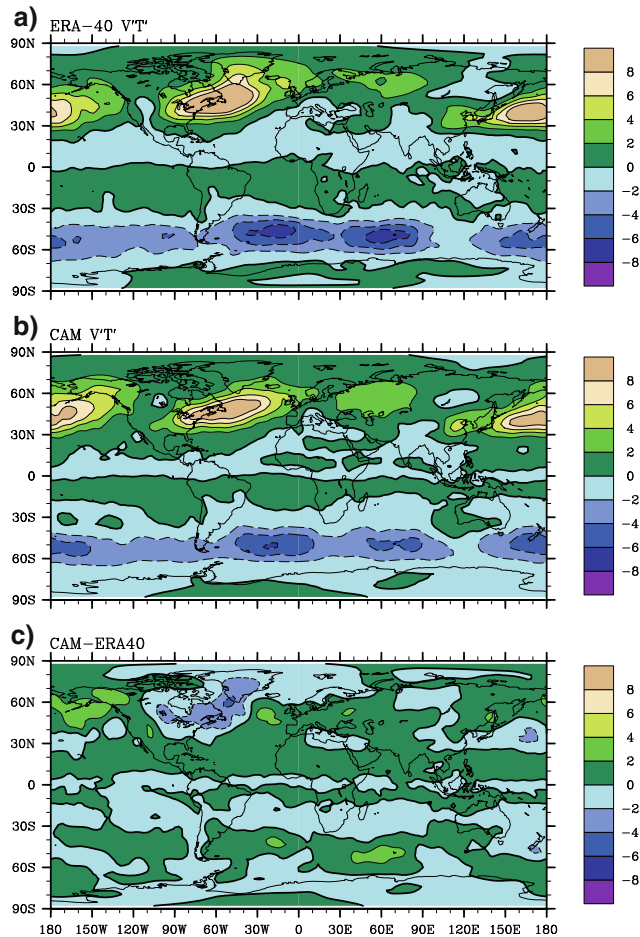 a) ERA-40 V'T'
90N
60N
30N
0
30S
60S
90S
8
6
4
2
0
-2
-4
-6
-8
b) CAM V'T'
90N
60N
30N
0
30S
60S
90S
8
6
4
2
0
-2
-4
-6
-8
c) CAM-ERA40
90N
60N
30N
0
30S
60S
90S
8
6
4
2
0
-2
-4
-6
-8
180 150W 120W 90W 60W 30W 0 30E 60E 90E 120E 150E 180